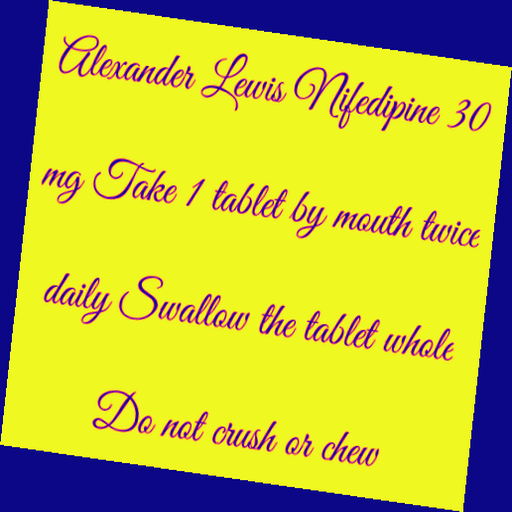 Alexander Lewis Nifedipine 30
mg Take 1 tablet by mouth twice
daily Swallow the tablet whole
Do not crush or chew